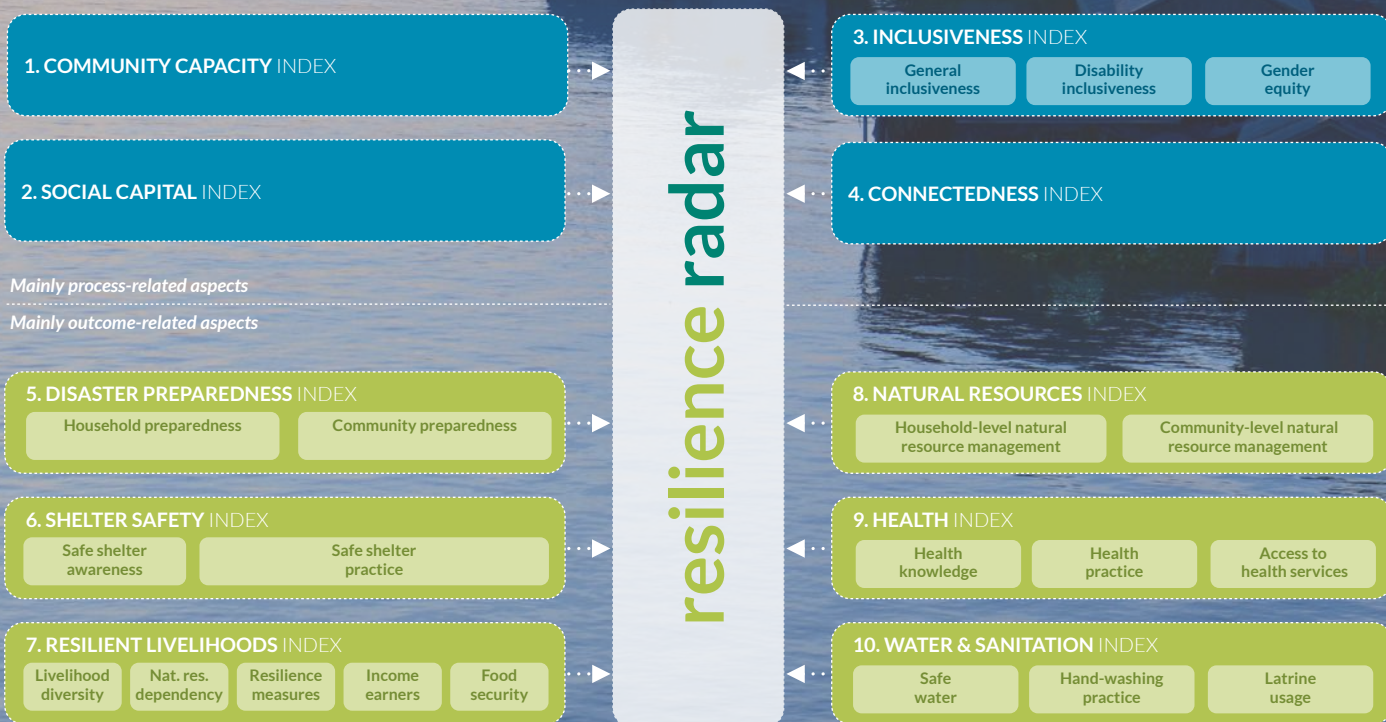 1. COMMUNITY CAPACITY INDEX
2. SOCIAL CAPITAL INDEX
3. INCLUSIVENESS INDEX
General
inclusiveness
Disability
inclusiveness
Gender
equity
4. CONNECTEDNESS INDEX
Mainly process-related aspects
Mainly outcome-related aspects
resilience radar
5. DISASTER PREPAREDNESS INDEX
Household preparedness
Community preparedness
6. SHELTER SAFETY INDEX
Safe shelter
awareness
Safe shelter
practice
7. RESILIENT LIVELIHOODS INDEX
Livelihood
diversity
Nat. res.
dependency
Resilience
measures
Income
earners
Food
security
8. NATURAL RESOURCES INDEX
Household-level natural
resource management
Community-level natural
resource management
9. HEALTH INDEX
Health
knowledge
Health
practice
Access to
health services
10. WATER & SANITATION INDEX
Safe
water
Hand-washing
practice
Latrine
usage